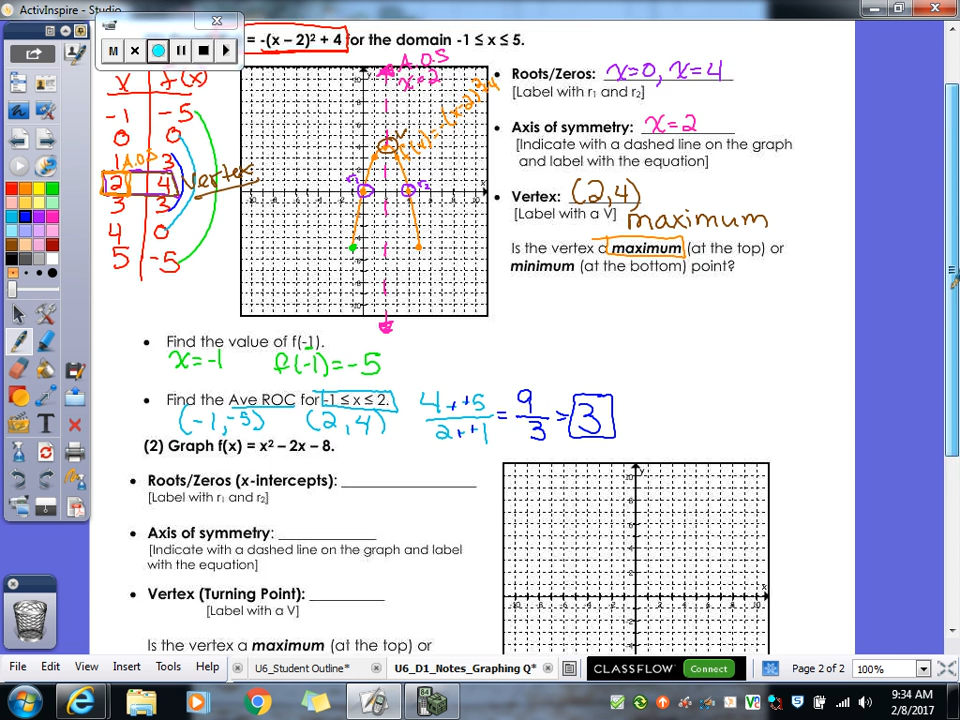 ActivInspire - Studio
= -(x – 2)² + 4 for the domain -1 ≤ x ≤ 5.
x f(x)
-1 -5
0 0
1 A.O.S 3
2 4 Vertex
3 3
4 0
5 -5
A.O.S
x=2
f(x)=-(x-2)²+4
V
r1 r2
• Roots/Zeros: x=0, x=4
[Label with r1 and r2]
• Axis of symmetry: x=2
[Indicate with a dashed line on the graph
and label with the equation]
• Vertex: (2,4)
[Label with a V] maximum
Is the vertex a maximum (at the top) or
minimum (at the bottom) point?
• Find the value of f(-1).
x=-1 f(-1)=-5
• Find the Ave ROC for -1 ≤ x ≤ 2.
(-1,-5) (2,4) 4++5/2++1 = 9/3 = 3
(2) Graph f(x) = x² – 2x – 8.
• Roots/Zeros (x-intercepts): ____________
[Label with r1 and r2]
• Axis of symmetry: ____________
[Indicate with a dashed line on the graph and label
with the equation]
• Vertex (Turning Point): ____________
[Label with a V]
Is the vertex a maximum (at the top) or
File Edit View Insert Tools Help U6_Student Outline* U6_D1_Notes_Graphing Q* CLASSFLOW Connect Page 2 of 2 100%
9:34 AM
2/8/2017